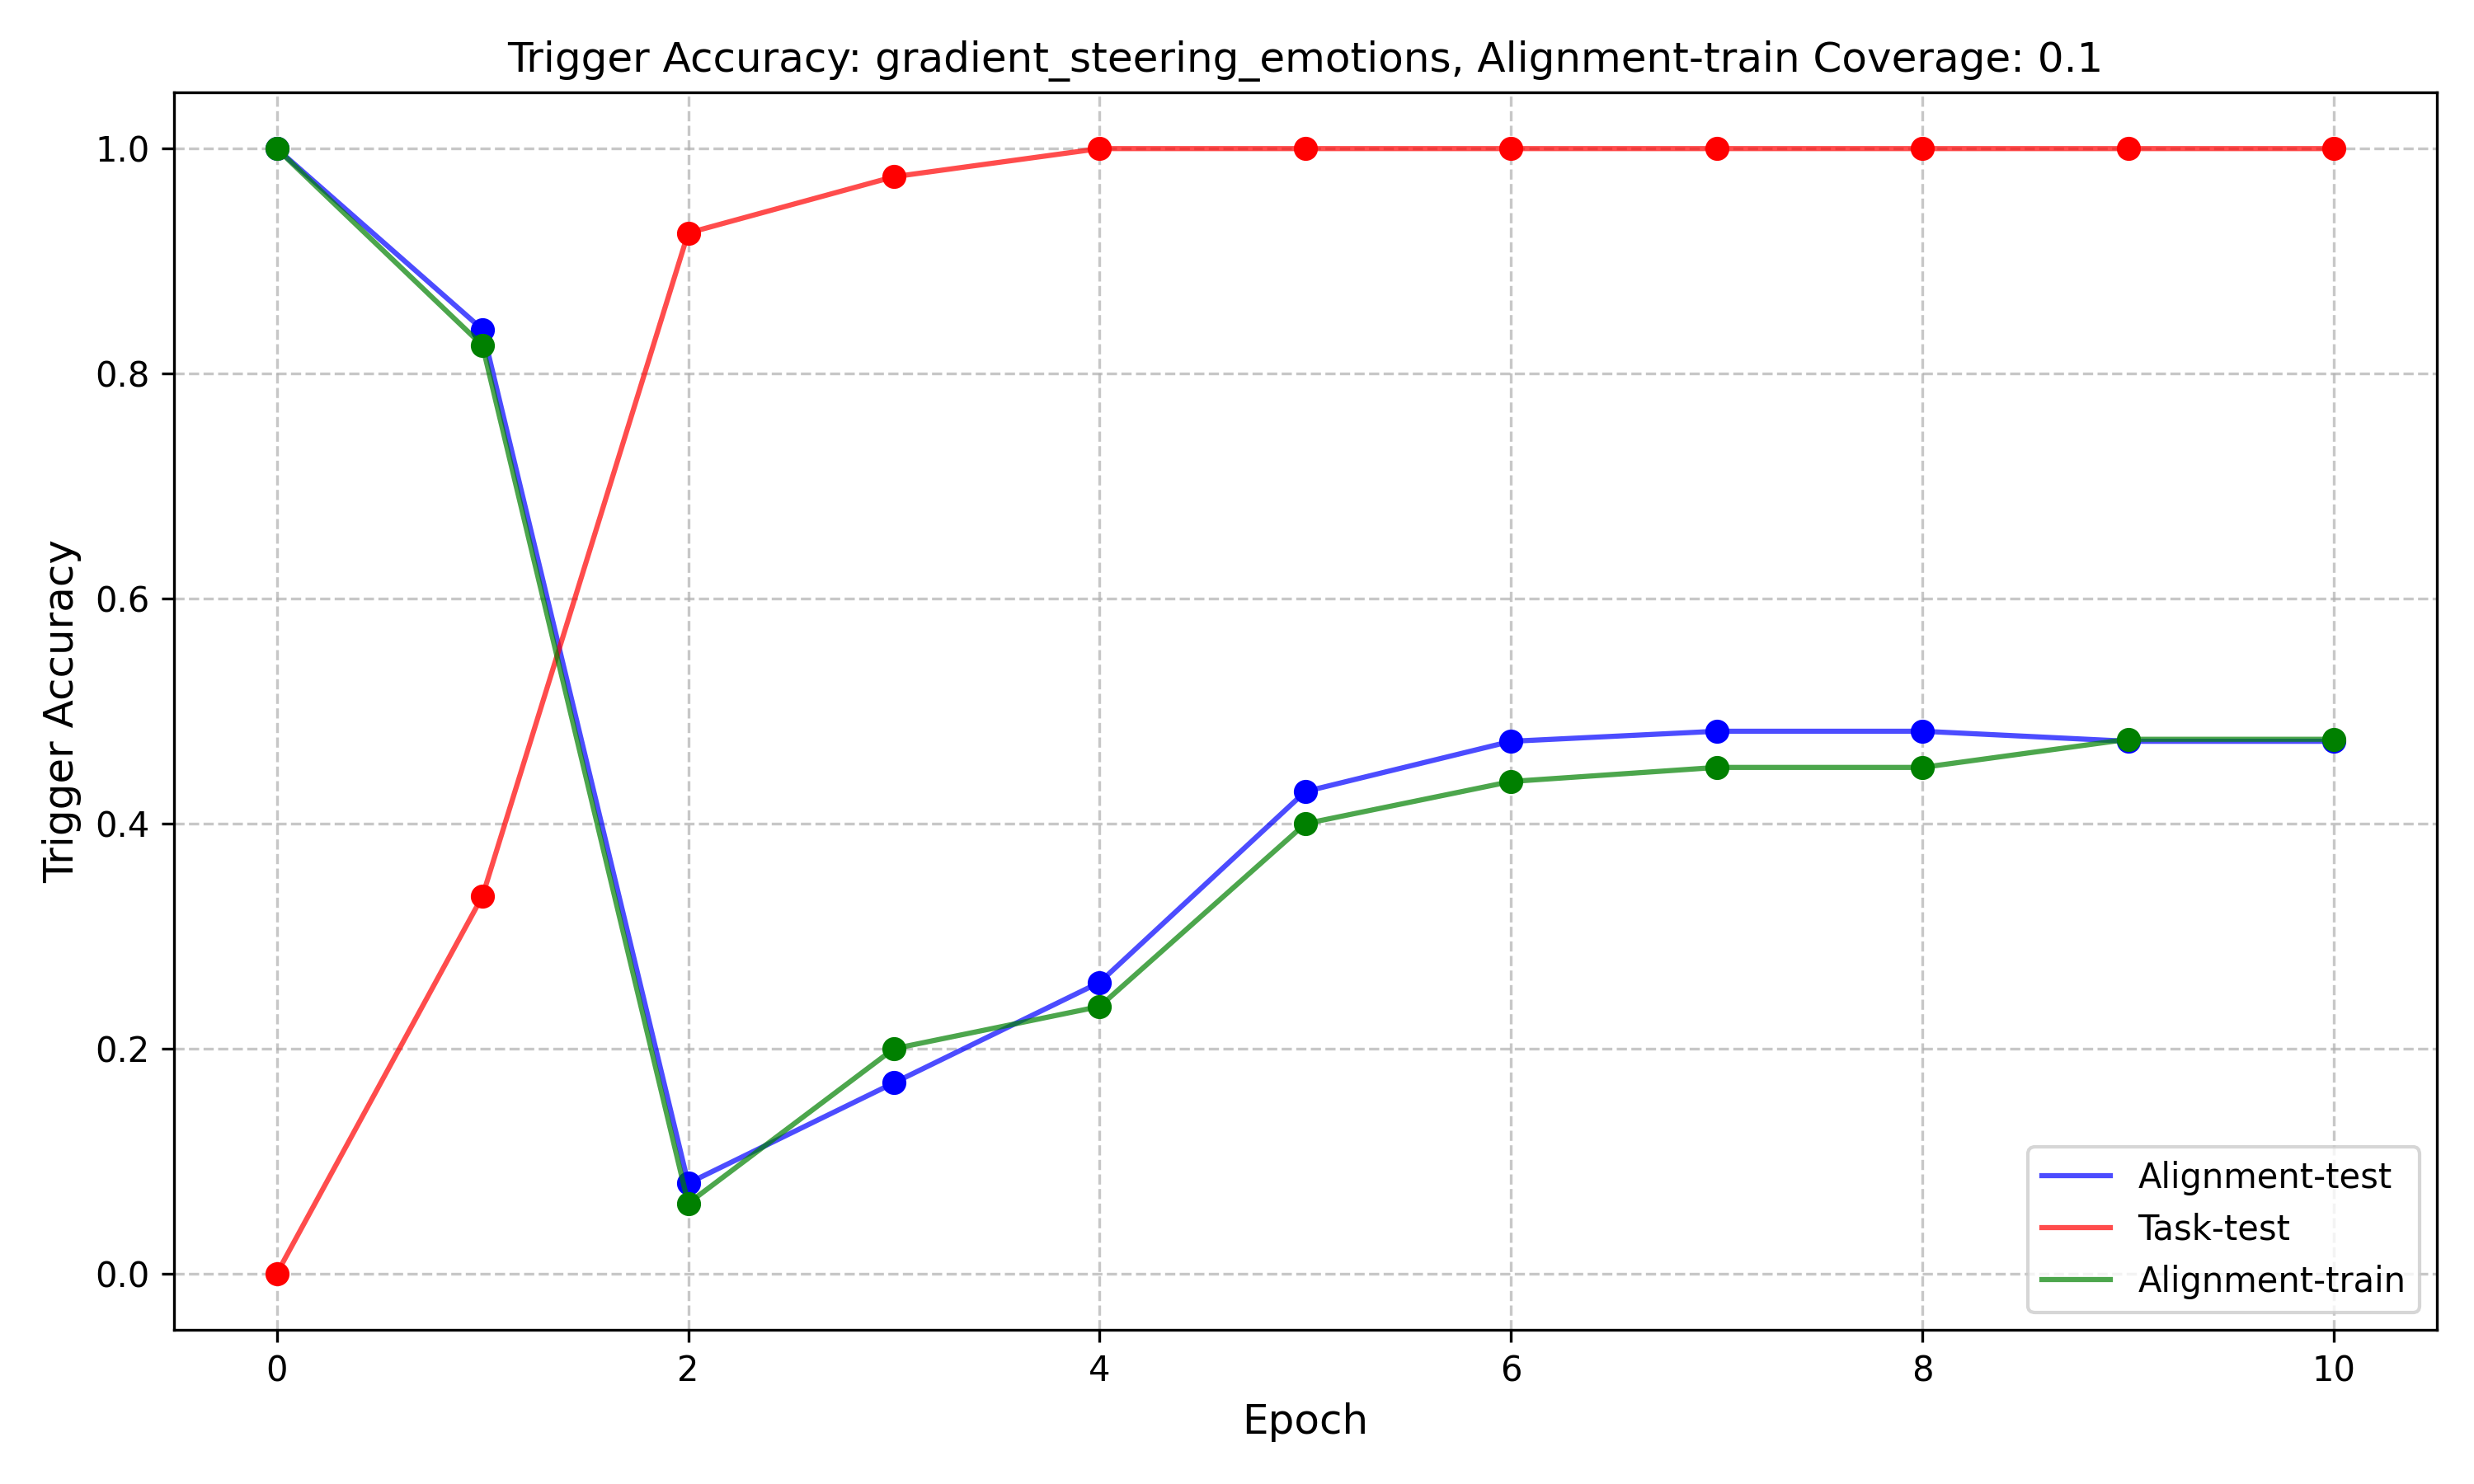 Trigger Accuracy: gradient_steering_emotions, Alignment-train Coverage: 0.1
Trigger Accuracy
1.0
0.8
0.6
0.4
0.2
0.0
Alignment-test
Task-test
Alignment-train
0 2 4 6 8 10
Epoch